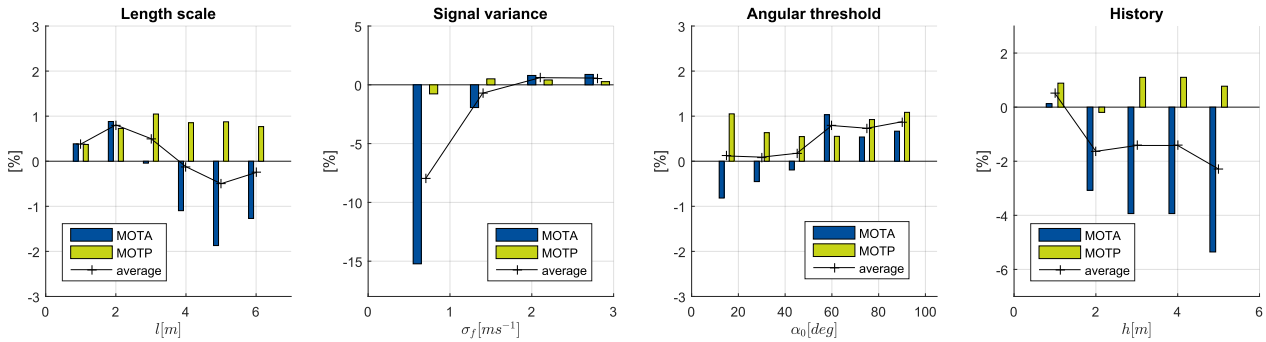 Length scale
3
2
1
0
-1
-2
-3
[%]
MOTA
MOTP
average
0 2 4 6
l[m]
Signal variance
5
0
-5
-10
-15
[%]
MOTA
MOTP
average
0 1 2 3
σf[ms⁻¹]
Angular threshold
3
2
1
0
-1
-2
-3
[%]
MOTA
MOTP
average
0 20 40 60 80 100
α0[deg]
History
2
0
-2
-4
-6
[%]
MOTA
MOTP
average
0 2 4 6
h[m]